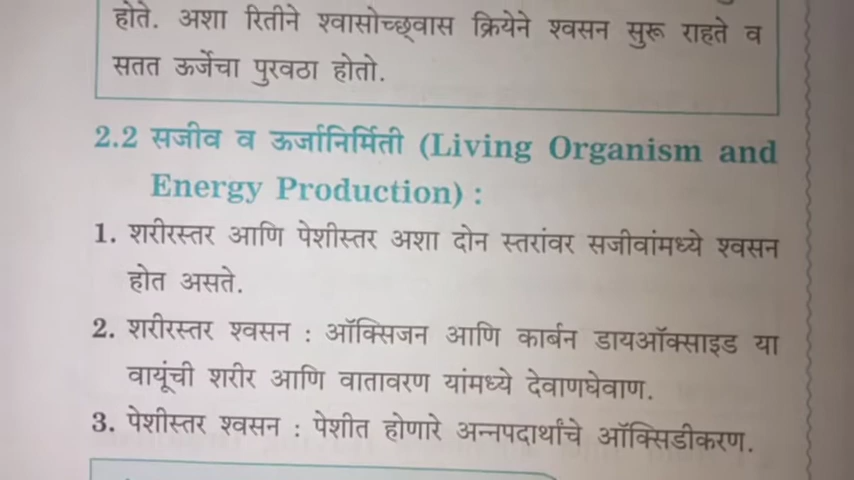 होते. अशा रितीने श्वासोच्छ्वास क्रियेने श्वसन सुरू राहते व
सतत ऊर्जेचा पुरवठा होतो.
2.2 सजीव व ऊर्जानिर्मिती (Living Organism and
Energy Production) :
1. शरीरस्तर आणि पेशीस्तर अशा दोन स्तरांवर सजीवांमध्ये श्वसन
होत असते.
2. शरीरस्तर श्वसन : ऑक्सिजन आणि कार्बन डायऑक्साइड या
वायूंची शरीर आणि वातावरण यांमध्ये देवाणघेवाण.
3. पेशीस्तर श्वसन : पेशीत होणारे अन्नपदार्थांचे ऑक्सिडीकरण.